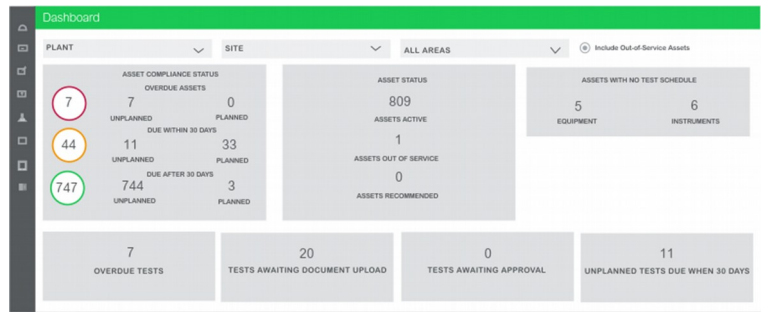 Dashboard
PLANT SITE ALL AREAS Include Out-of-Service Assets
ASSET COMPLIANCE STATUS
OVERDUE ASSETS
7 7 0
UNPLANNED PLANNED
DUE WITHIN 30 DAYS
44 11 33
UNPLANNED PLANNED
DUE AFTER 30 DAYS
747 744 3
UNPLANNED PLANNED
ASSET STATUS
809
ASSETS ACTIVE
1
ASSETS OUT OF SERVICE
0
ASSETS RECOMMENDED
ASSETS WITH NO TEST SCHEDULE
5 6
EQUIPMENT INSTRUMENTS
7
OVERDUE TESTS
20
TESTS AWAITING DOCUMENT UPLOAD
0
TESTS AWAITING APPROVAL
11
UNPLANNED TESTS DUE WHEN 30 DAYS